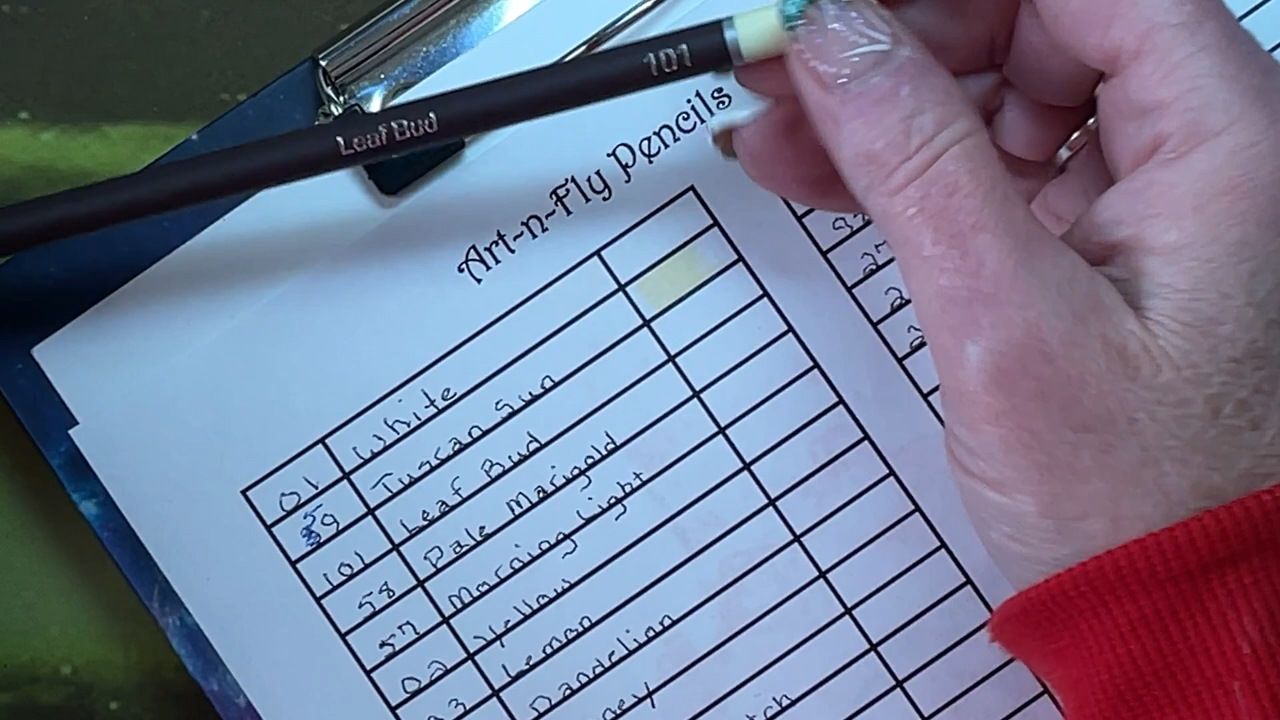 101
Leaf Bud
Art-n-Fly Pencils
01 White
59 Tuscan Sun
101 Leaf Bud
58 Pale Marigold
57 Morning Light
02 Yellow
03 Lemon
Dandelion